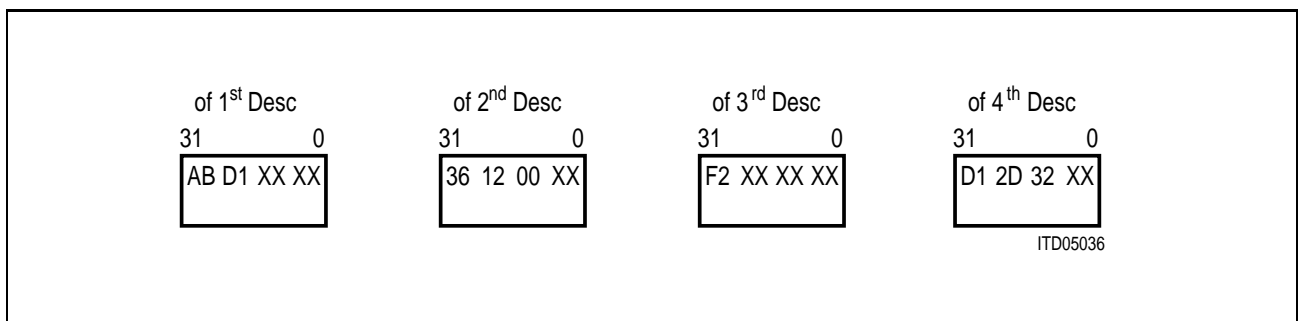 of 1st Desc of 2nd Desc of 3rd Desc of 4th Desc
31 0 31 0 31 0 31 0
AB D1 XX XX 36 12 00 XX F2 XX XX XX D1 2D 32 XX
ITD05036